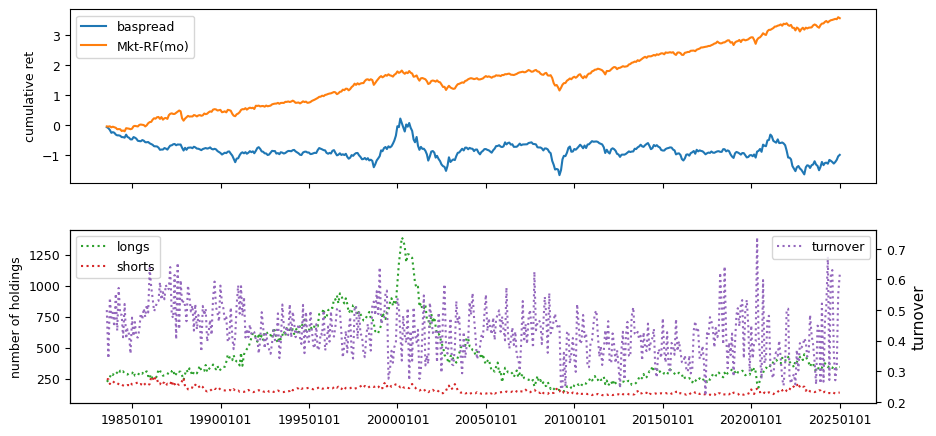 baspread
Mkt-RF(mo)
cumulative ret
3
2
1
0
−1
longs
shorts
turnover
number of holdings
1250
1000
750
500
250
0.7
0.6
0.5
0.4
0.3
0.2
turnover
19850101 19900101 19950101 20000101 20050101 20100101 20150101 20200101 20250101